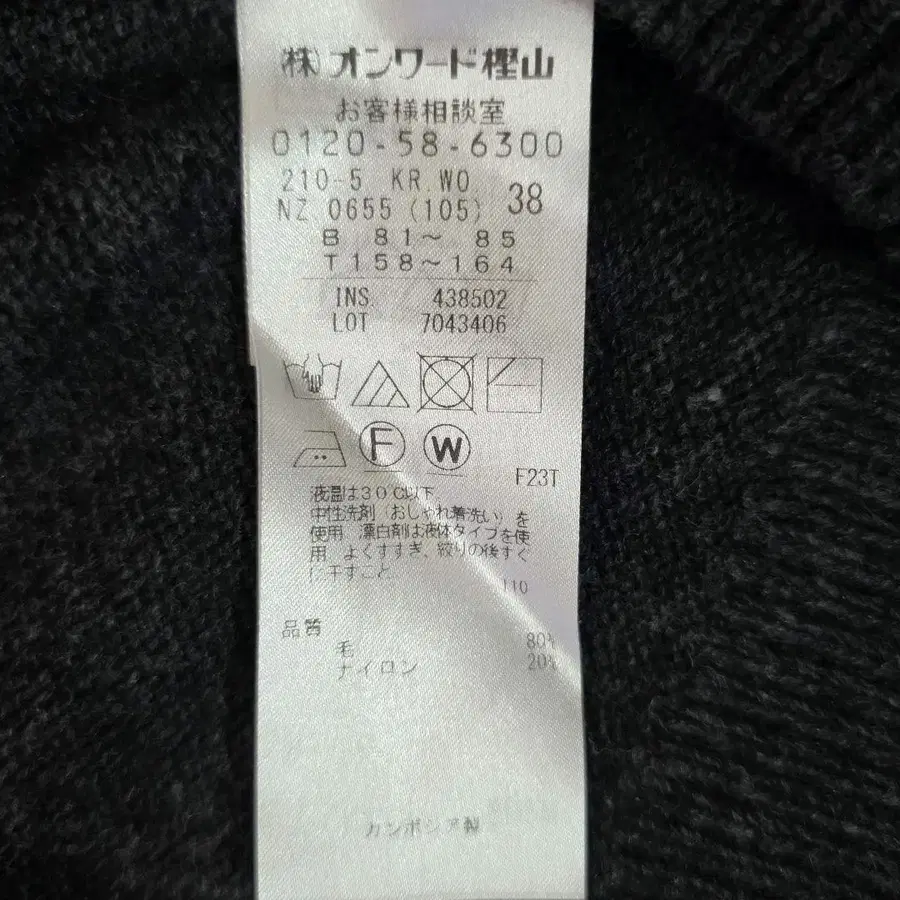 ㈱オンワード樫山
お客様相談室
0120-58-6300
210-5 KR.WO.
NZ 0655 (105) 38
B 81～ 85
T158～164
INS 438502
LOT 7043406
F
W
F23T
液温は30℃以下
中性洗剤（おしゃれ着洗い）を
使用 漂白剤は液体タイプを使
用 よくすすぎ、絞りの後すぐ
に干すこと
110
品質
毛 80%
ナイロン 20%
カンボジア製